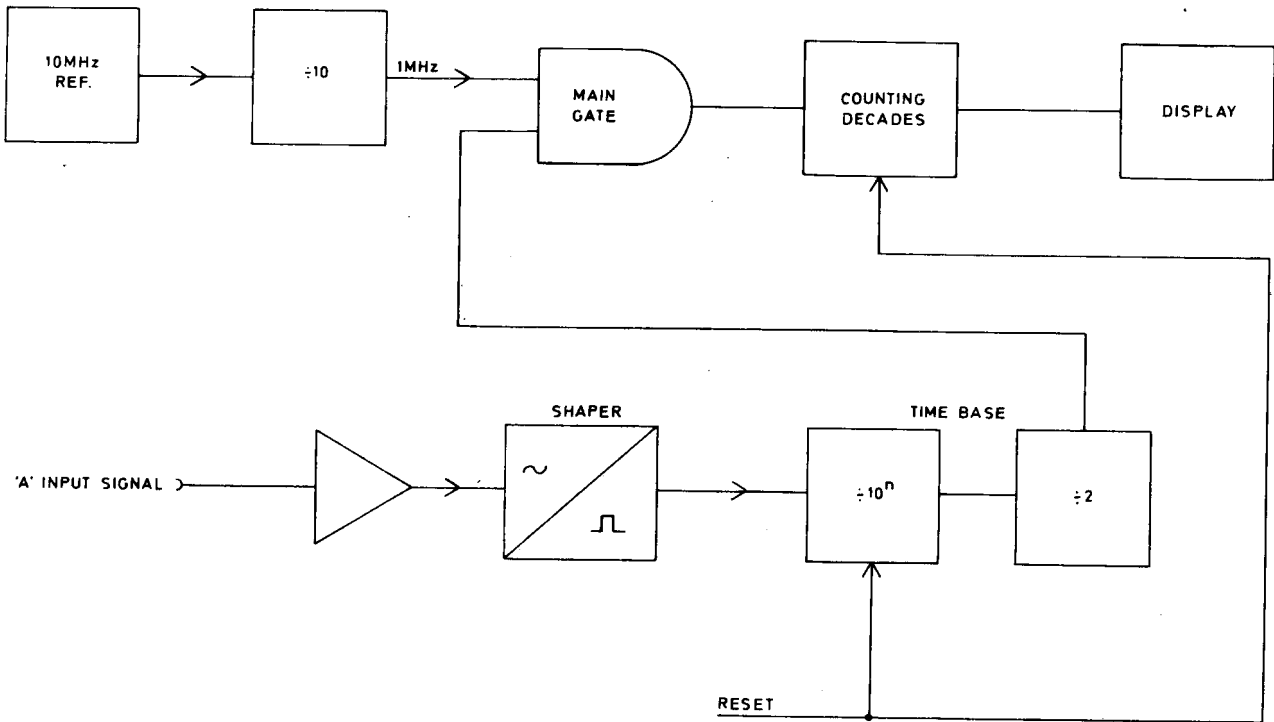 10MHz
REF.
÷10
1MHz
MAIN
GATE
COUNTING
DECADES
DISPLAY
SHAPER
TIME BASE
'A' INPUT SIGNAL
÷10ⁿ
÷2
RESET